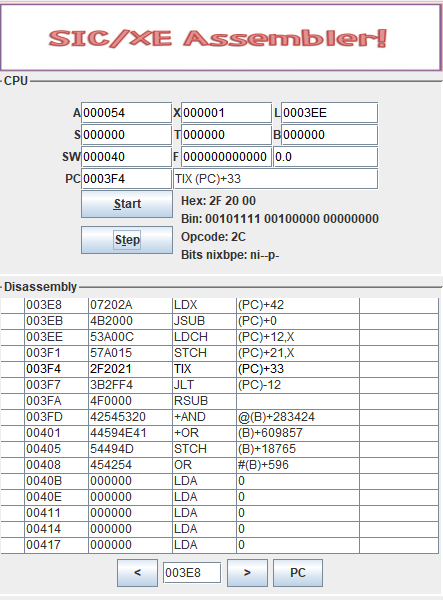 SIC/XE Assembler!
CPU
A 000054 X 000001 L 0003EE
S 000000 T 000000 B 000000
SW 000040 F 000000000000 0.0
PC 0003F4 TIX (PC)+33
Start Hex: 2F 20 00
Bin: 00101111 00100000 00000000
Step Opcode: 2C
Bits nixbpe: ni--p-
Disassembly
003E8 07202A LDX (PC)+42
003EB 4B2000 JSUB (PC)+0
003EE 53A00C LDCH (PC)+12,X
003F1 57A015 STCH (PC)+21,X
003F4 2F2021 TIX (PC)+33
003F7 3B2FF4 JLT (PC)-12
003FA 4F0000 RSUB
003FD 42545320 +AND @(B)+283424
00401 44594E41 +OR (B)+609857
00405 54494D STCH (B)+18765
00408 454254 OR #(B)+596
0040B 000000 LDA 0
0040E 000000 LDA 0
00411 000000 LDA 0
00414 000000 LDA 0
00417 000000 LDA 0
< 003E8 > PC